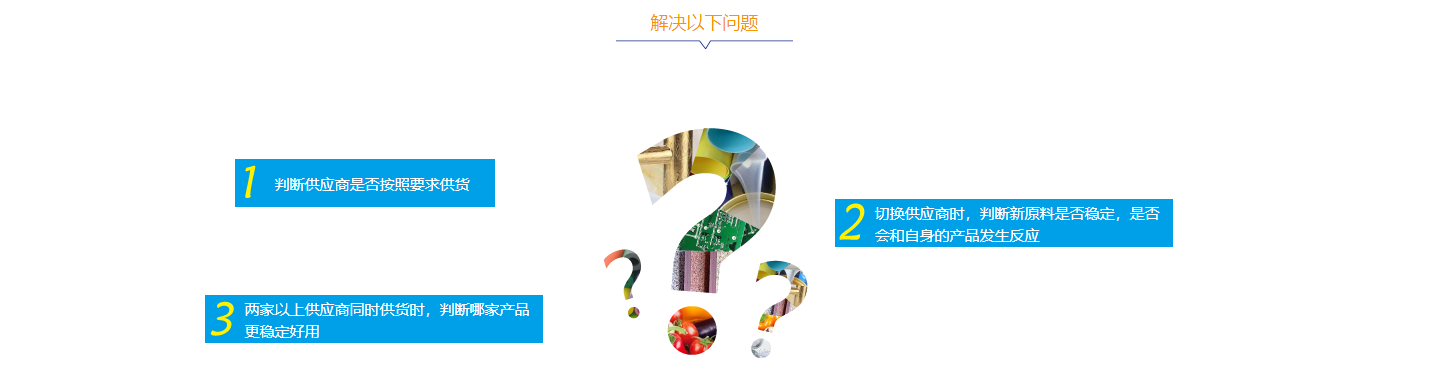 解决以下问题
1 判断供应商是否按照要求供货
2 切换供应商时，判断新原料是否稳定，是否
会和自身的产品发生反应
3 两家以上供应商同时供货时，判断哪家产品
更稳定好用